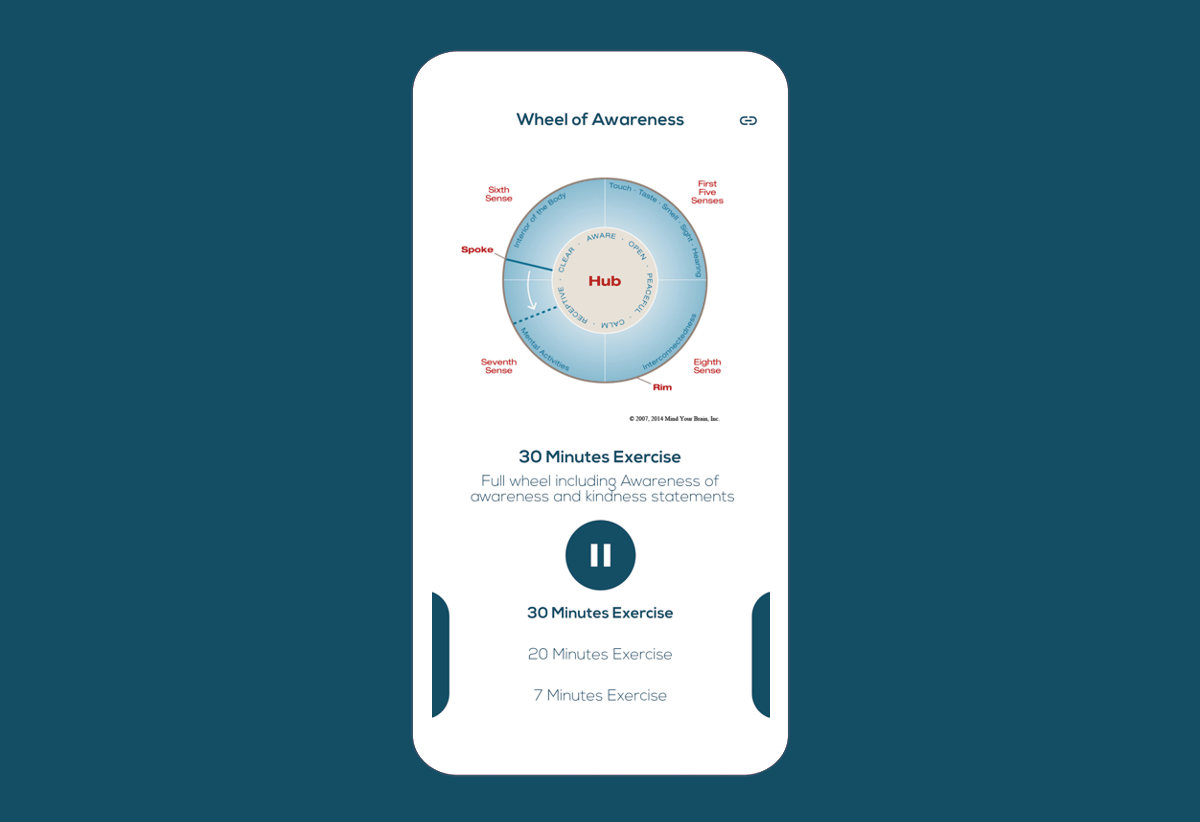 Wheel of Awareness
Sixth
Sense
First
Five
Senses
Interior of the Body
Touch - Taste - Smell - Sight - Hearing
Spoke
CLEAR · AWARE · OPEN · PEACEFUL · CALM · RECEPTIVE ·
Hub
Mental Activities
Interconnectedness
Seventh
Sense
Eighth
Sense
Rim
© 2007, 2014 Mind Your Brain, Inc.
30 Minutes Exercise
Full wheel including Awareness of
awareness and kindness statements
30 Minutes Exercise
20 Minutes Exercise
7 Minutes Exercise